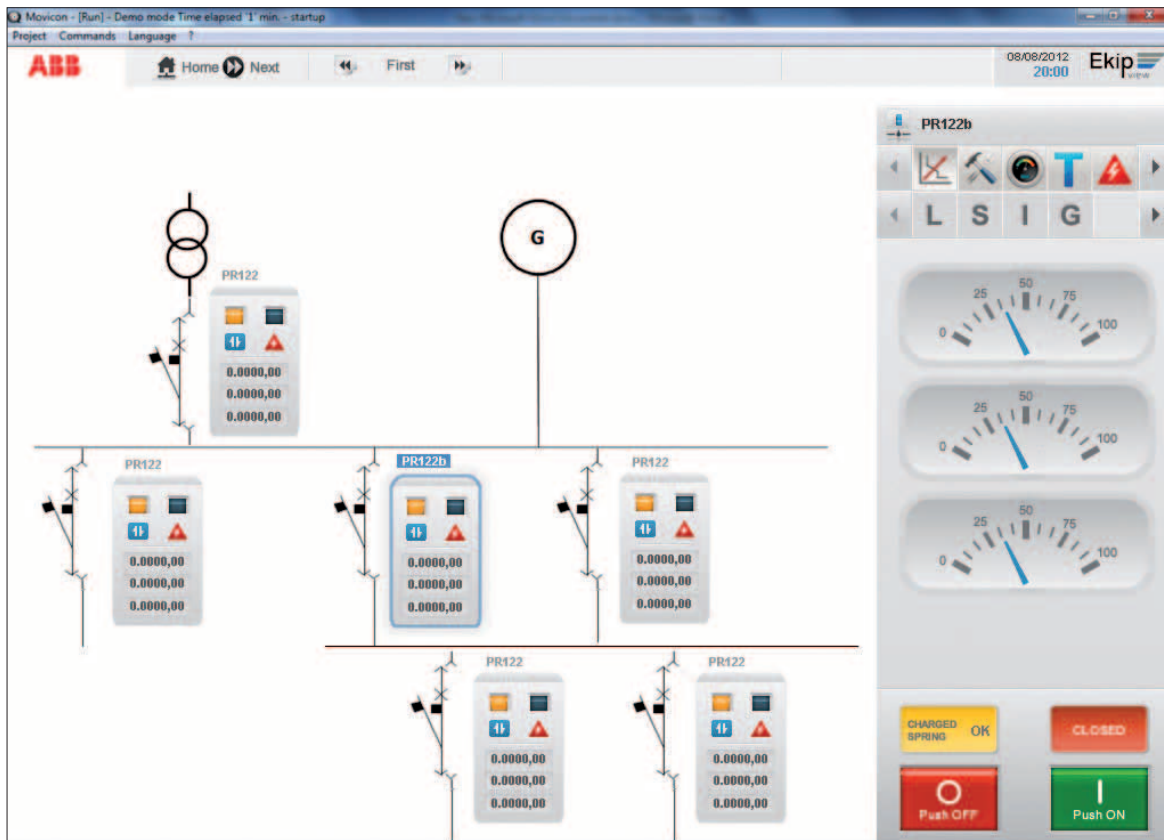 Movicon - [Run] - Demo mode Time elapsed '1' min. - startup
Project Commands Language ?
ABB
Home Next
First
08/08/2012
20:00
Ekip
view
PR122b
T
L S I G
G
PR122
0.0000,00
0.0000,00
0.0000,00
0 25 50 75 100
0 25 50 75 100
0 25 50 75 100
PR122
0.0000,00
0.0000,00
0.0000,00
PR122b
0.0000,00
0.0000,00
0.0000,00
PR122
0.0000,00
0.0000,00
0.0000,00
PR122
0.0000,00
0.0000,00
0.0000,00
PR122
0.0000,00
0.0000,00
0.0000,00
CHARGED
SPRING OK
CLOSED
Push OFF
Push ON